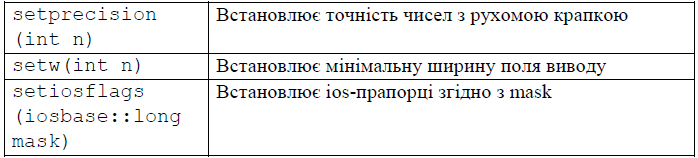 setprecision Встановлює точність чисел з рухомою крапкою
(int n)
setw(int n) Встановлює мінімальну ширину поля виводу
setiosflags Встановлює ios-прапорці згідно з mask
(iosbase::long
mask)